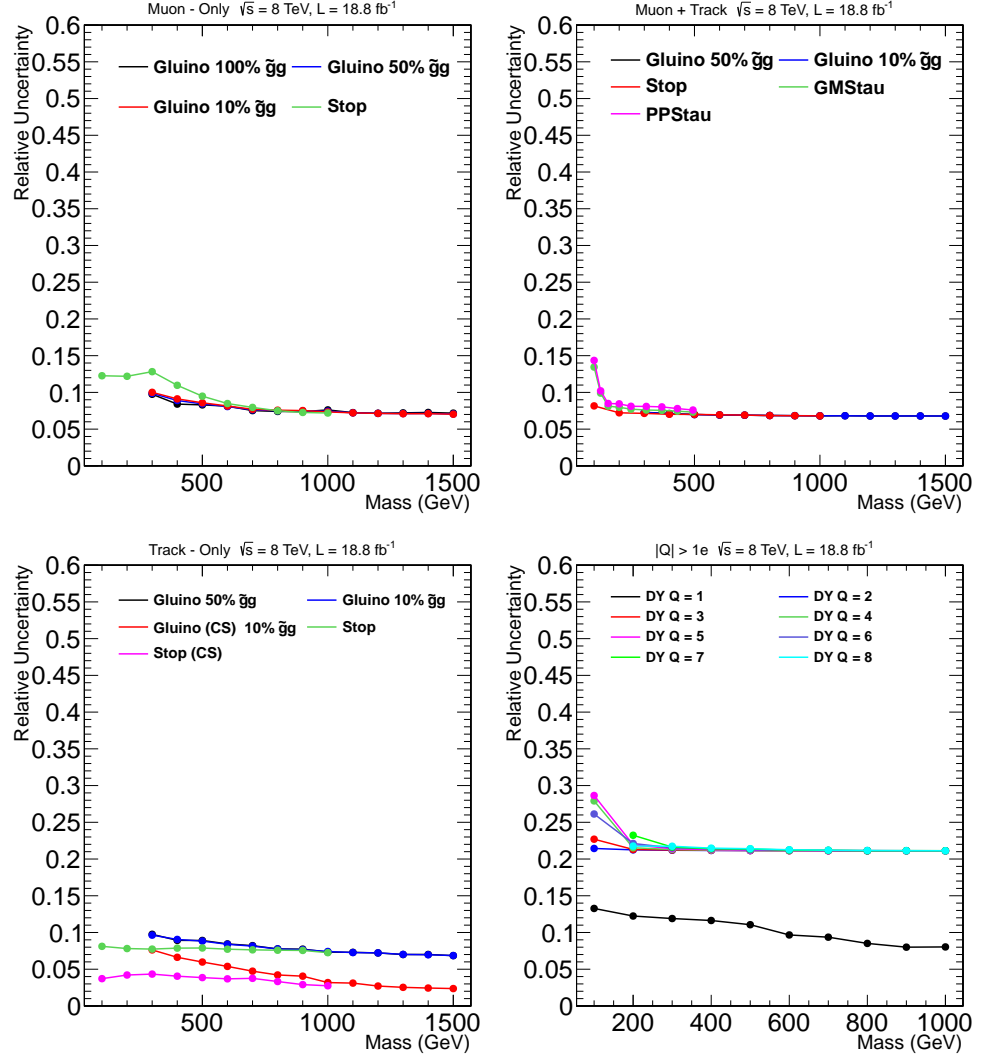 Muon - Only √s = 8 TeV, L = 18.8 fb⁻¹
Relative Uncertainty
0.6
0.55
0.5
0.45
0.4
0.35
0.3
0.25
0.2
0.15
0.1
0.05
0
Gluino 100% g̃g
Gluino 50% g̃g
Gluino 10% g̃g
Stop
500
1000
1500
Mass (GeV)
Muon + Track √s = 8 TeV, L = 18.8 fb⁻¹
Relative Uncertainty
0.6
0.55
0.5
0.45
0.4
0.35
0.3
0.25
0.2
0.15
0.1
0.05
0
Gluino 50% g̃g
Gluino 10% g̃g
Stop
GMStau
PPStau
500
1000
1500
Mass (GeV)
Track - Only √s = 8 TeV, L = 18.8 fb⁻¹
Relative Uncertainty
0.6
0.55
0.5
0.45
0.4
0.35
0.3
0.25
0.2
0.15
0.1
0.05
0
Gluino 50% g̃g
Gluino 10% g̃g
Gluino (CS) 10% g̃g
Stop
Stop (CS)
500
1000
1500
Mass (GeV)
|Q| > 1e √s = 8 TeV, L = 18.8 fb⁻¹
Relative Uncertainty
0.6
0.55
0.5
0.45
0.4
0.35
0.3
0.25
0.2
0.15
0.1
0.05
0
DY Q = 1
DY Q = 2
DY Q = 3
DY Q = 4
DY Q = 5
DY Q = 6
DY Q = 7
DY Q = 8
200
400
600
800
1000
Mass (GeV)